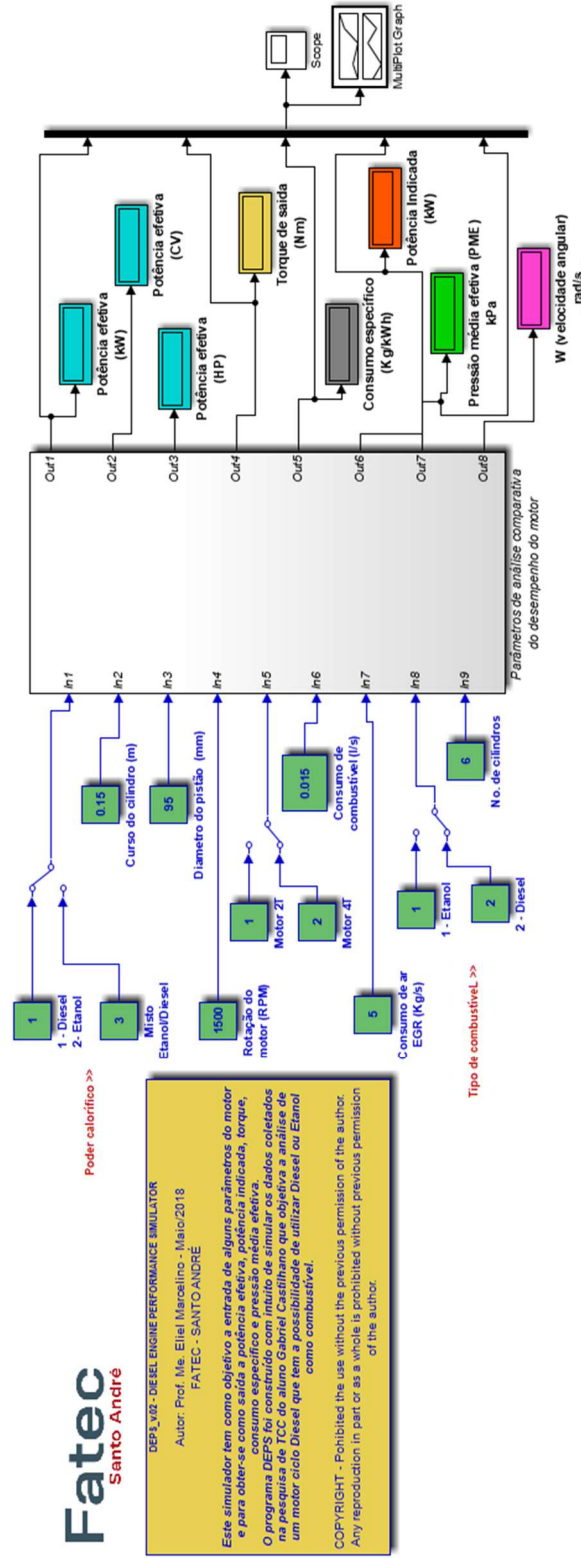 Fatec
Santo André
DEPS_v.02 - DIESEL ENGINE PERFORMANCE SIMULATOR
Autor: Prof. Me. Eliel Marcelino - Maio/2018
FATEC - SANTO ANDRÉ
Este simulador tem como objetivo a entrada de alguns parâmetros do motor
e para obter-se como saída a potência efetiva, potência indicada, torque,
consumo específico e pressão média efetiva.
O programa DEPS foi construído com intuito de simular os dados coletados
na pesquisa de TCC do aluno Gabriel Castilhano que objetiva a análise de
um motor ciclo Diesel que tem a possibilidade de utilizar Diesel ou Etanol
como combustível.
COPYRIGHT - Pohibited the use without the previous permission of the author.
Any reproduction in part or as a whole is prohibited without previous permission
of the author.
Poder calorífico >>
1
1 - Diesel
2- Etanol
3
Misto
Etanol/Diesel
0.15
Curso do cilindro (m)
95
Diametro do pistão (mm)
1500
Rotação do
motor (RPM)
1
Motor 2T
2
Motor 4T
0.015
Consumo de
combustível (l/s)
5
Consumo de ar
EGR (Kg/s)
Tipo de combustíveL >>
1
1 - Etanol
2
2 - Diesel
6
No. de cilindros
In1
In2
In3
In4
In5
In6
In7
In8
In9
Out1
Out2
Out3
Out4
Out5
Out6
Out7
Out8
Parâmetros de análise comparativa
do desempenho do motor
Potência efetiva
(kW)
Potência efetiva
(CV)
Potência efetiva
(HP)
Torque de saida
(Nm)
Consumo específico
(Kg/kWh)
Potência Indicada
(kW)
Pressão média efetiva (PME)
kPa
W (velocidade angular)
rad/s
Scope
MultiPlot Graph